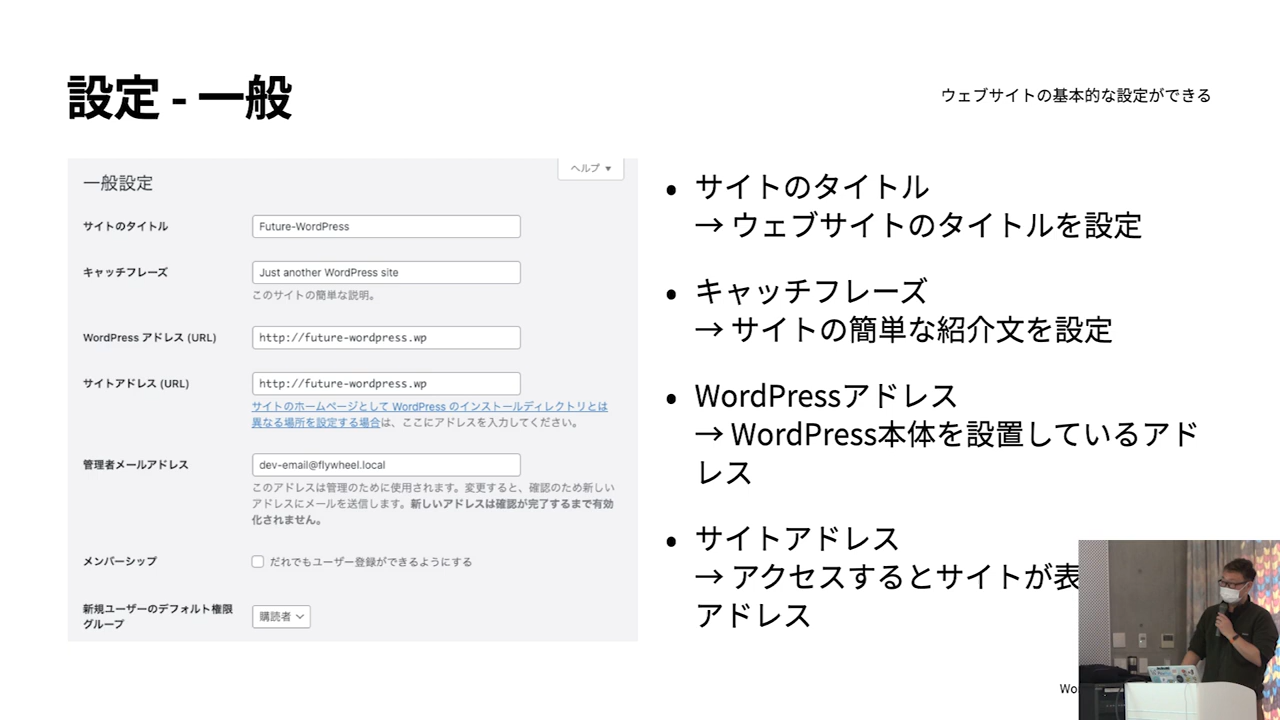 設定 - 一般
ウェブサイトの基本的な設定ができる
ヘルプ ▼
一般設定
サイトのタイトル
Future-WordPress
キャッチフレーズ
Just another WordPress site
このサイトの簡単な説明。
WordPress アドレス (URL)
http://future-wordpress.wp
サイトアドレス (URL)
http://future-wordpress.wp
サイトのホームページとして WordPress のインストールディレクトリとは
異なる場所を設定する場合は、ここにアドレスを入力してください。
管理者メールアドレス
dev-email@flywheel.local
このアドレスは管理のために使用されます。変更すると、確認のため新しい
アドレスにメールを送信します。新しいアドレスは確認が完了するまで有効
化されません。
メンバーシップ
だれでもユーザー登録ができるようにする
新規ユーザーのデフォルト権限
グループ
購読者
• サイトのタイトル
→ ウェブサイトのタイトルを設定
• キャッチフレーズ
→ サイトの簡単な紹介文を設定
• WordPressアドレス
→ WordPress本体を設置しているアド
レス
• サイトアドレス
→ アクセスするとサイトが表
アドレス